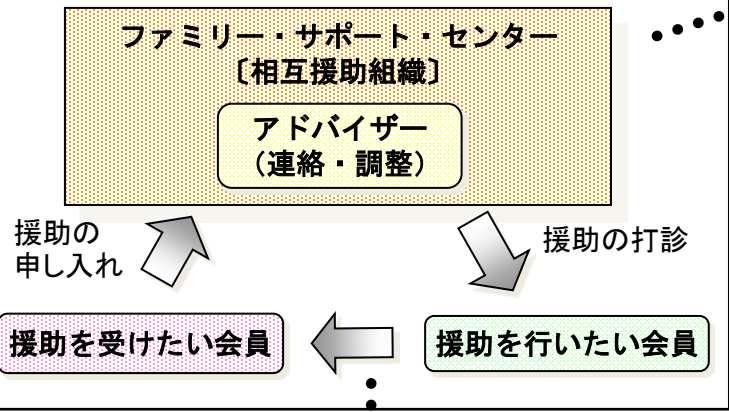 ファミリー・サポート・センター
〔相互援助組織〕
アドバイザー
（連絡・調整）
援助の
申し入れ
援助の打診
援助を受けたい会員
援助を行いたい会員